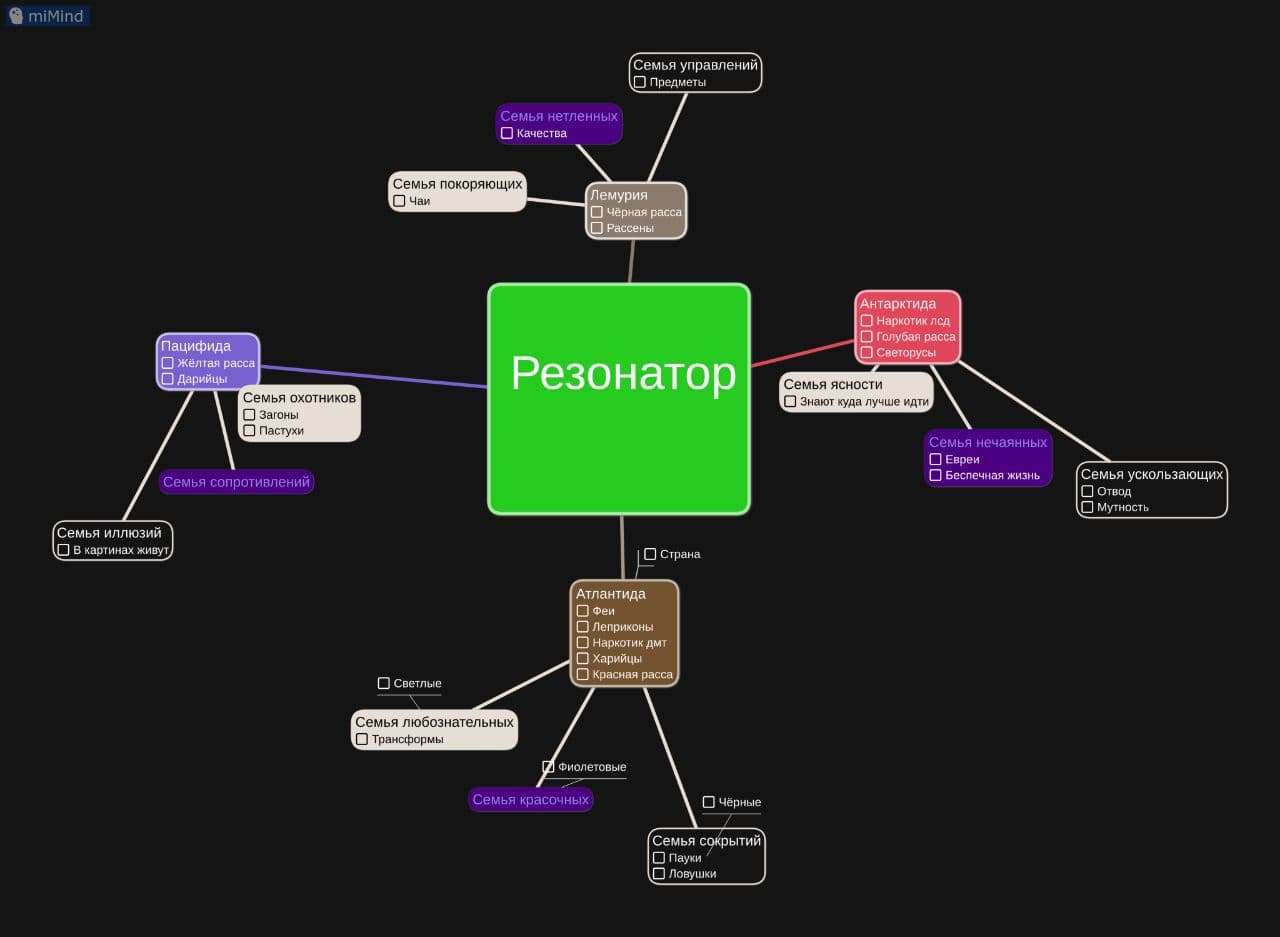 miMind
Семья управлений
Предметы
Семья нетленных
Качества
Семья покоряющих
Чаи
Лемурия
Чёрная расса
Рассены
Резонатор
Антарктида
Наркотик лсд
Голубая расса
Светорусы
Семья ясности
Знают куда лучше идти
Семья нечаянных
Евреи
Беспечная жизнь
Семья ускользающих
Отвод
Мутность
Пацифида
Жёлтая расса
Дарийцы
Семья охотников
Загоны
Пастухи
Семья сопротивлений
Семья иллюзий
В картинах живут
Страна
Атлантида
Феи
Леприконы
Наркотик дмт
Харийцы
Красная расса
Светлые
Семья любознательных
Трансформы
Фиолетовые
Семья красочных
Чёрные
Семья сокрытий
Пауки
Ловушки